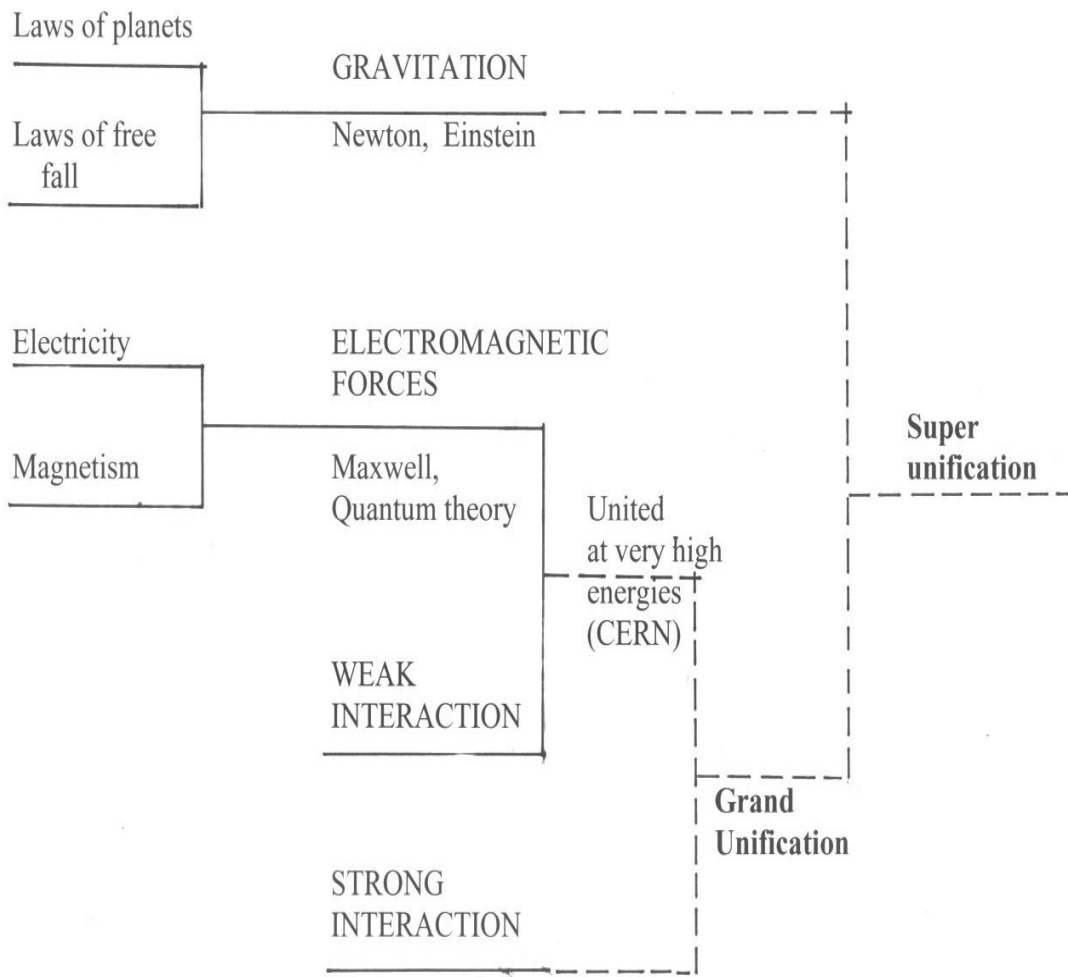 Laws of planets
GRAVITATION
Laws of free
fall
Newton, Einstein
Electricity
ELECTROMAGNETIC
FORCES
Magnetism
Maxwell,
Quantum theory
United
at very high
energies
(CERN)
WEAK
INTERACTION
Super
unification
Grand
Unification
STRONG
INTERACTION